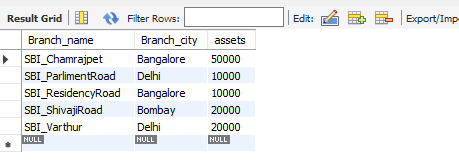 Result Grid Filter Rows: Edit: Export/Impo
Branch_name Branch_city assets
SBI_Chamrajpet Bangalore 50000
SBI_ParlimentRoad Delhi 10000
SBI_ResidencyRoad Bangalore 10000
SBI_ShivajiRoad Bombay 20000
SBI_Varthur Delhi 20000
NULL NULL NULL